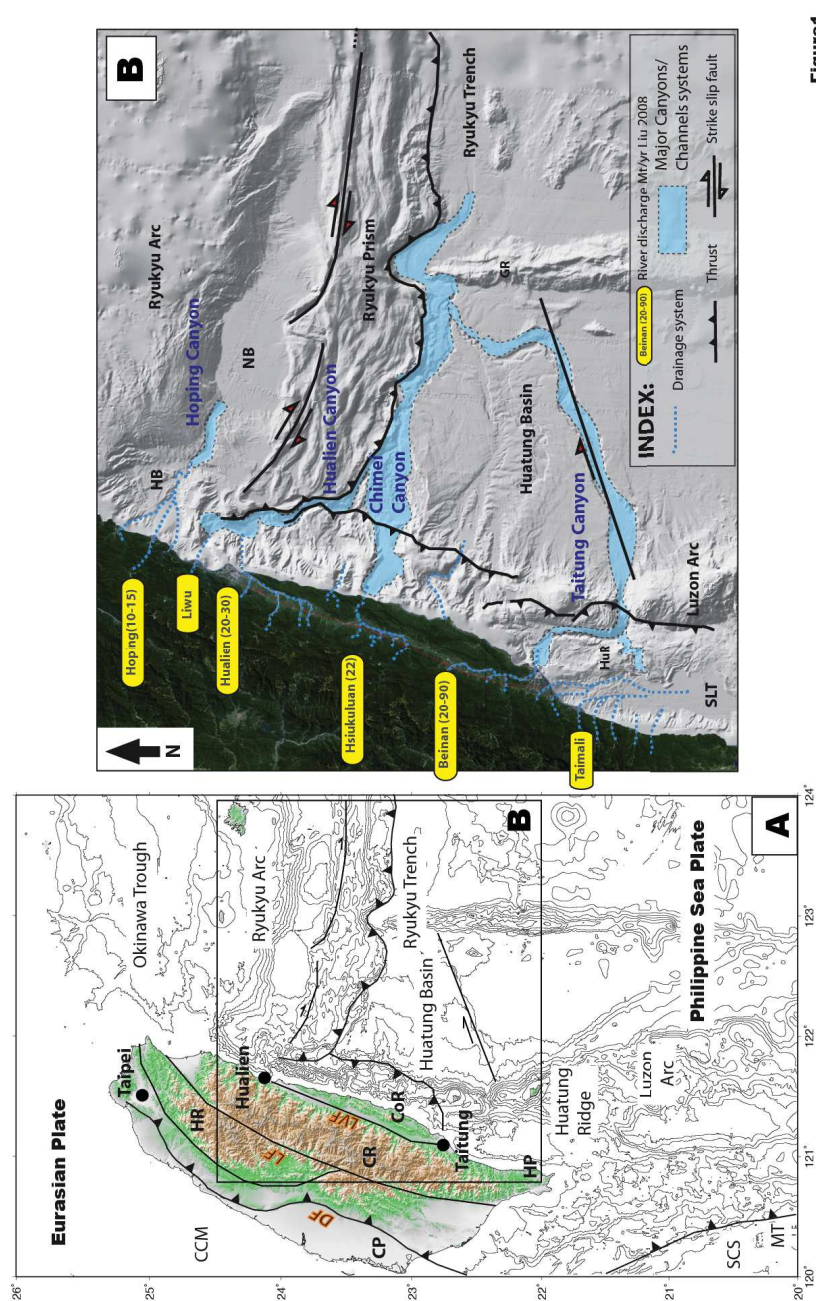 Figure1
A
B
Eurasian Plate
Okinawa Trough
Taipei
HR
Ryukyu Arc
Hualien
CCM
LF
LVF
DF
CR
CoR
CP
Huatung Basin
Ryukyu Trench
Taitung
HP
B
Huatung
Ridge
Luzon
Arc
Philippine Sea Plate
SCS
MT
26°
25°
24°
23°
22°
21°
20°
120°
121°
122°
123°
124°
N
Hoping(10-15)
Liwu
Hualien (20-30)
Hsiukuluan (22)
Beinan (20-90)
Taimali
HB
Hoping Canyon
Ryukyu Arc
NB
Hualien Canyon
Ryukyu Prism
Chimei
Canyon
Ryukyu Trench
Huatung Basin
GR
Taitung Canyon
Luzon Arc
HuR
SLT
INDEX:
Beinan (20-90)
River discharge Mt/yr Liu 2008
Drainage system
Major Canyons/
Channels systems
Thrust
Strike slip fault